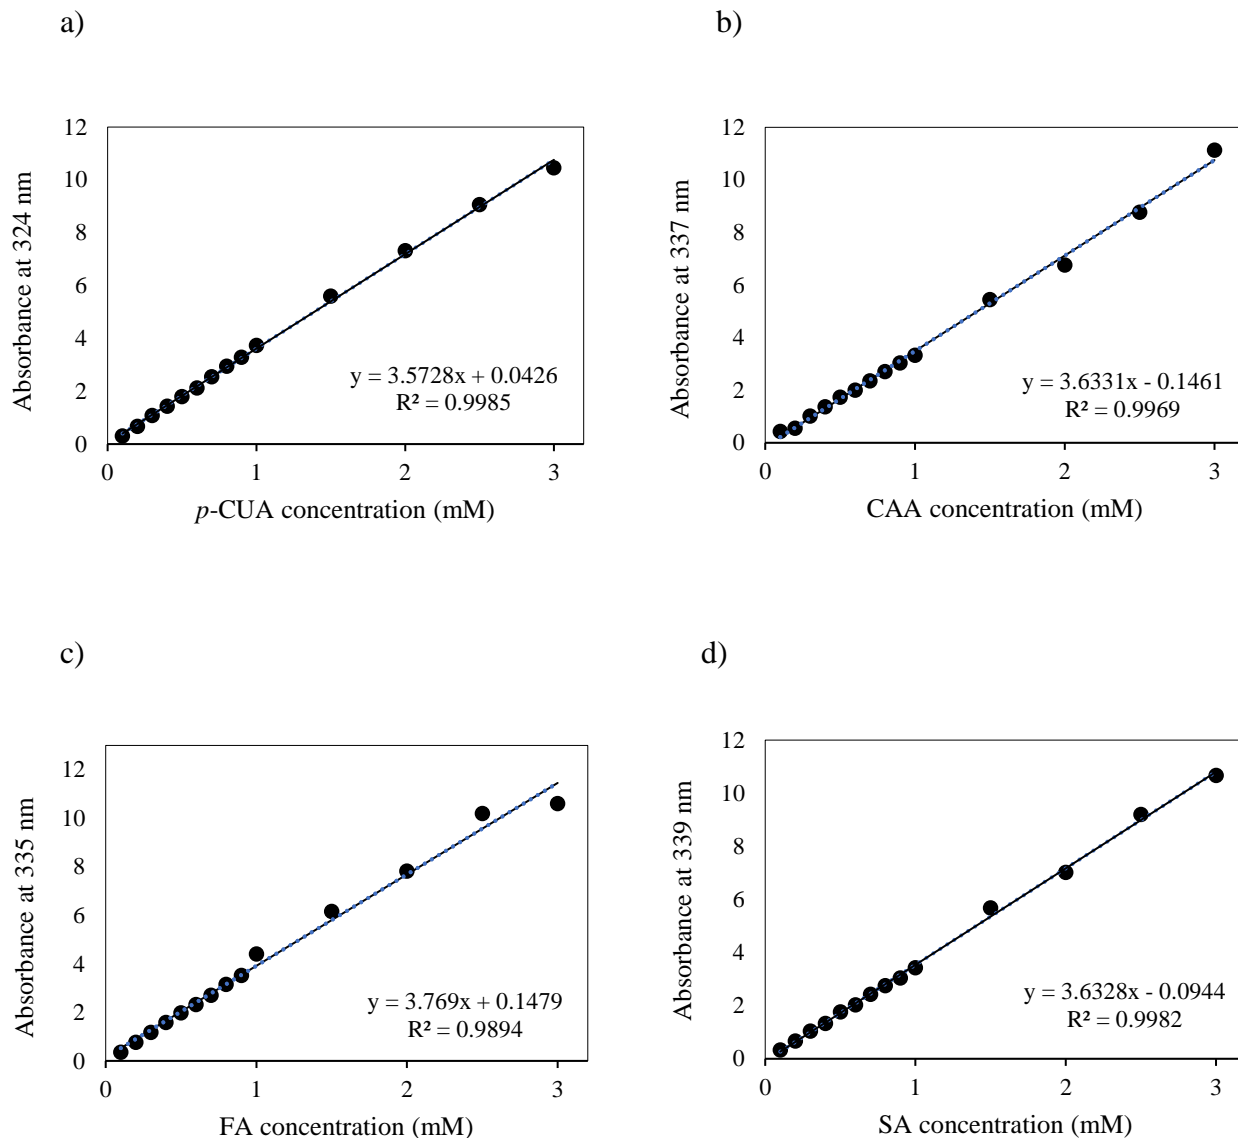 a)
12
10
8
6
4
2
0
0
1
2
3
Absorbance at 324 nm
y = 3.5728x + 0.0426
R² = 0.9985
p-CUA concentration (mM)
b)
12
10
8
6
4
2
0
0
1
2
3
Absorbance at 337 nm
y = 3.6331x - 0.1461
R² = 0.9969
CAA concentration (mM)
c)
12
10
8
6
4
2
0
0
1
2
3
Absorbance at 335 nm
y = 3.769x + 0.1479
R² = 0.9894
FA concentration (mM)
d)
12
10
8
6
4
2
0
0
1
2
3
Absorbance at 339 nm
y = 3.6328x - 0.0944
R² = 0.9982
SA concentration (mM)